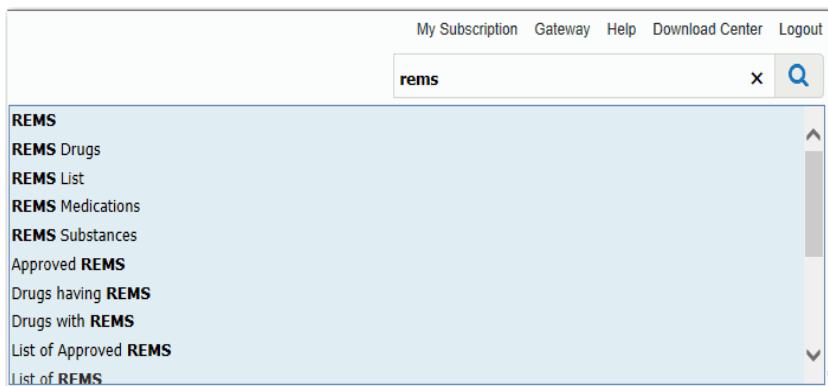 My Subscription Gateway Help Download Center Logout
rems x
REMS
REMS Drugs
REMS List
REMS Medications
REMS Substances
Approved REMS
Drugs having REMS
Drugs with REMS
List of Approved REMS
List of REMS